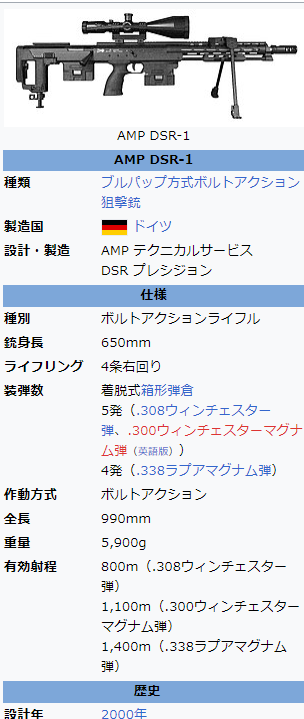 AMP DSR-1
AMP DSR-1
種類 ブルパップ方式ボルトアクション
狙撃銃
製造国 ドイツ
設計・製造 AMP テクニカルサービス
DSR プレシジョン
仕様
種別 ボルトアクションライフル
銃身長 650mm
ライフリング 4条右回り
装弾数 着脱式箱形弾倉
5発（.308ウィンチェスター
弾、.300ウィンチェスターマグナ
ム弾（英語版））
4発（.338ラプアマグナム弾）
作動方式 ボルトアクション
全長 990mm
重量 5,900g
有効射程 800m（.308ウィンチェスター
弾）
1,100m（.300ウィンチェスター
マグナム弾）
1,400m（.338ラプアマグナム
弾）
歴史
設計年 2000年